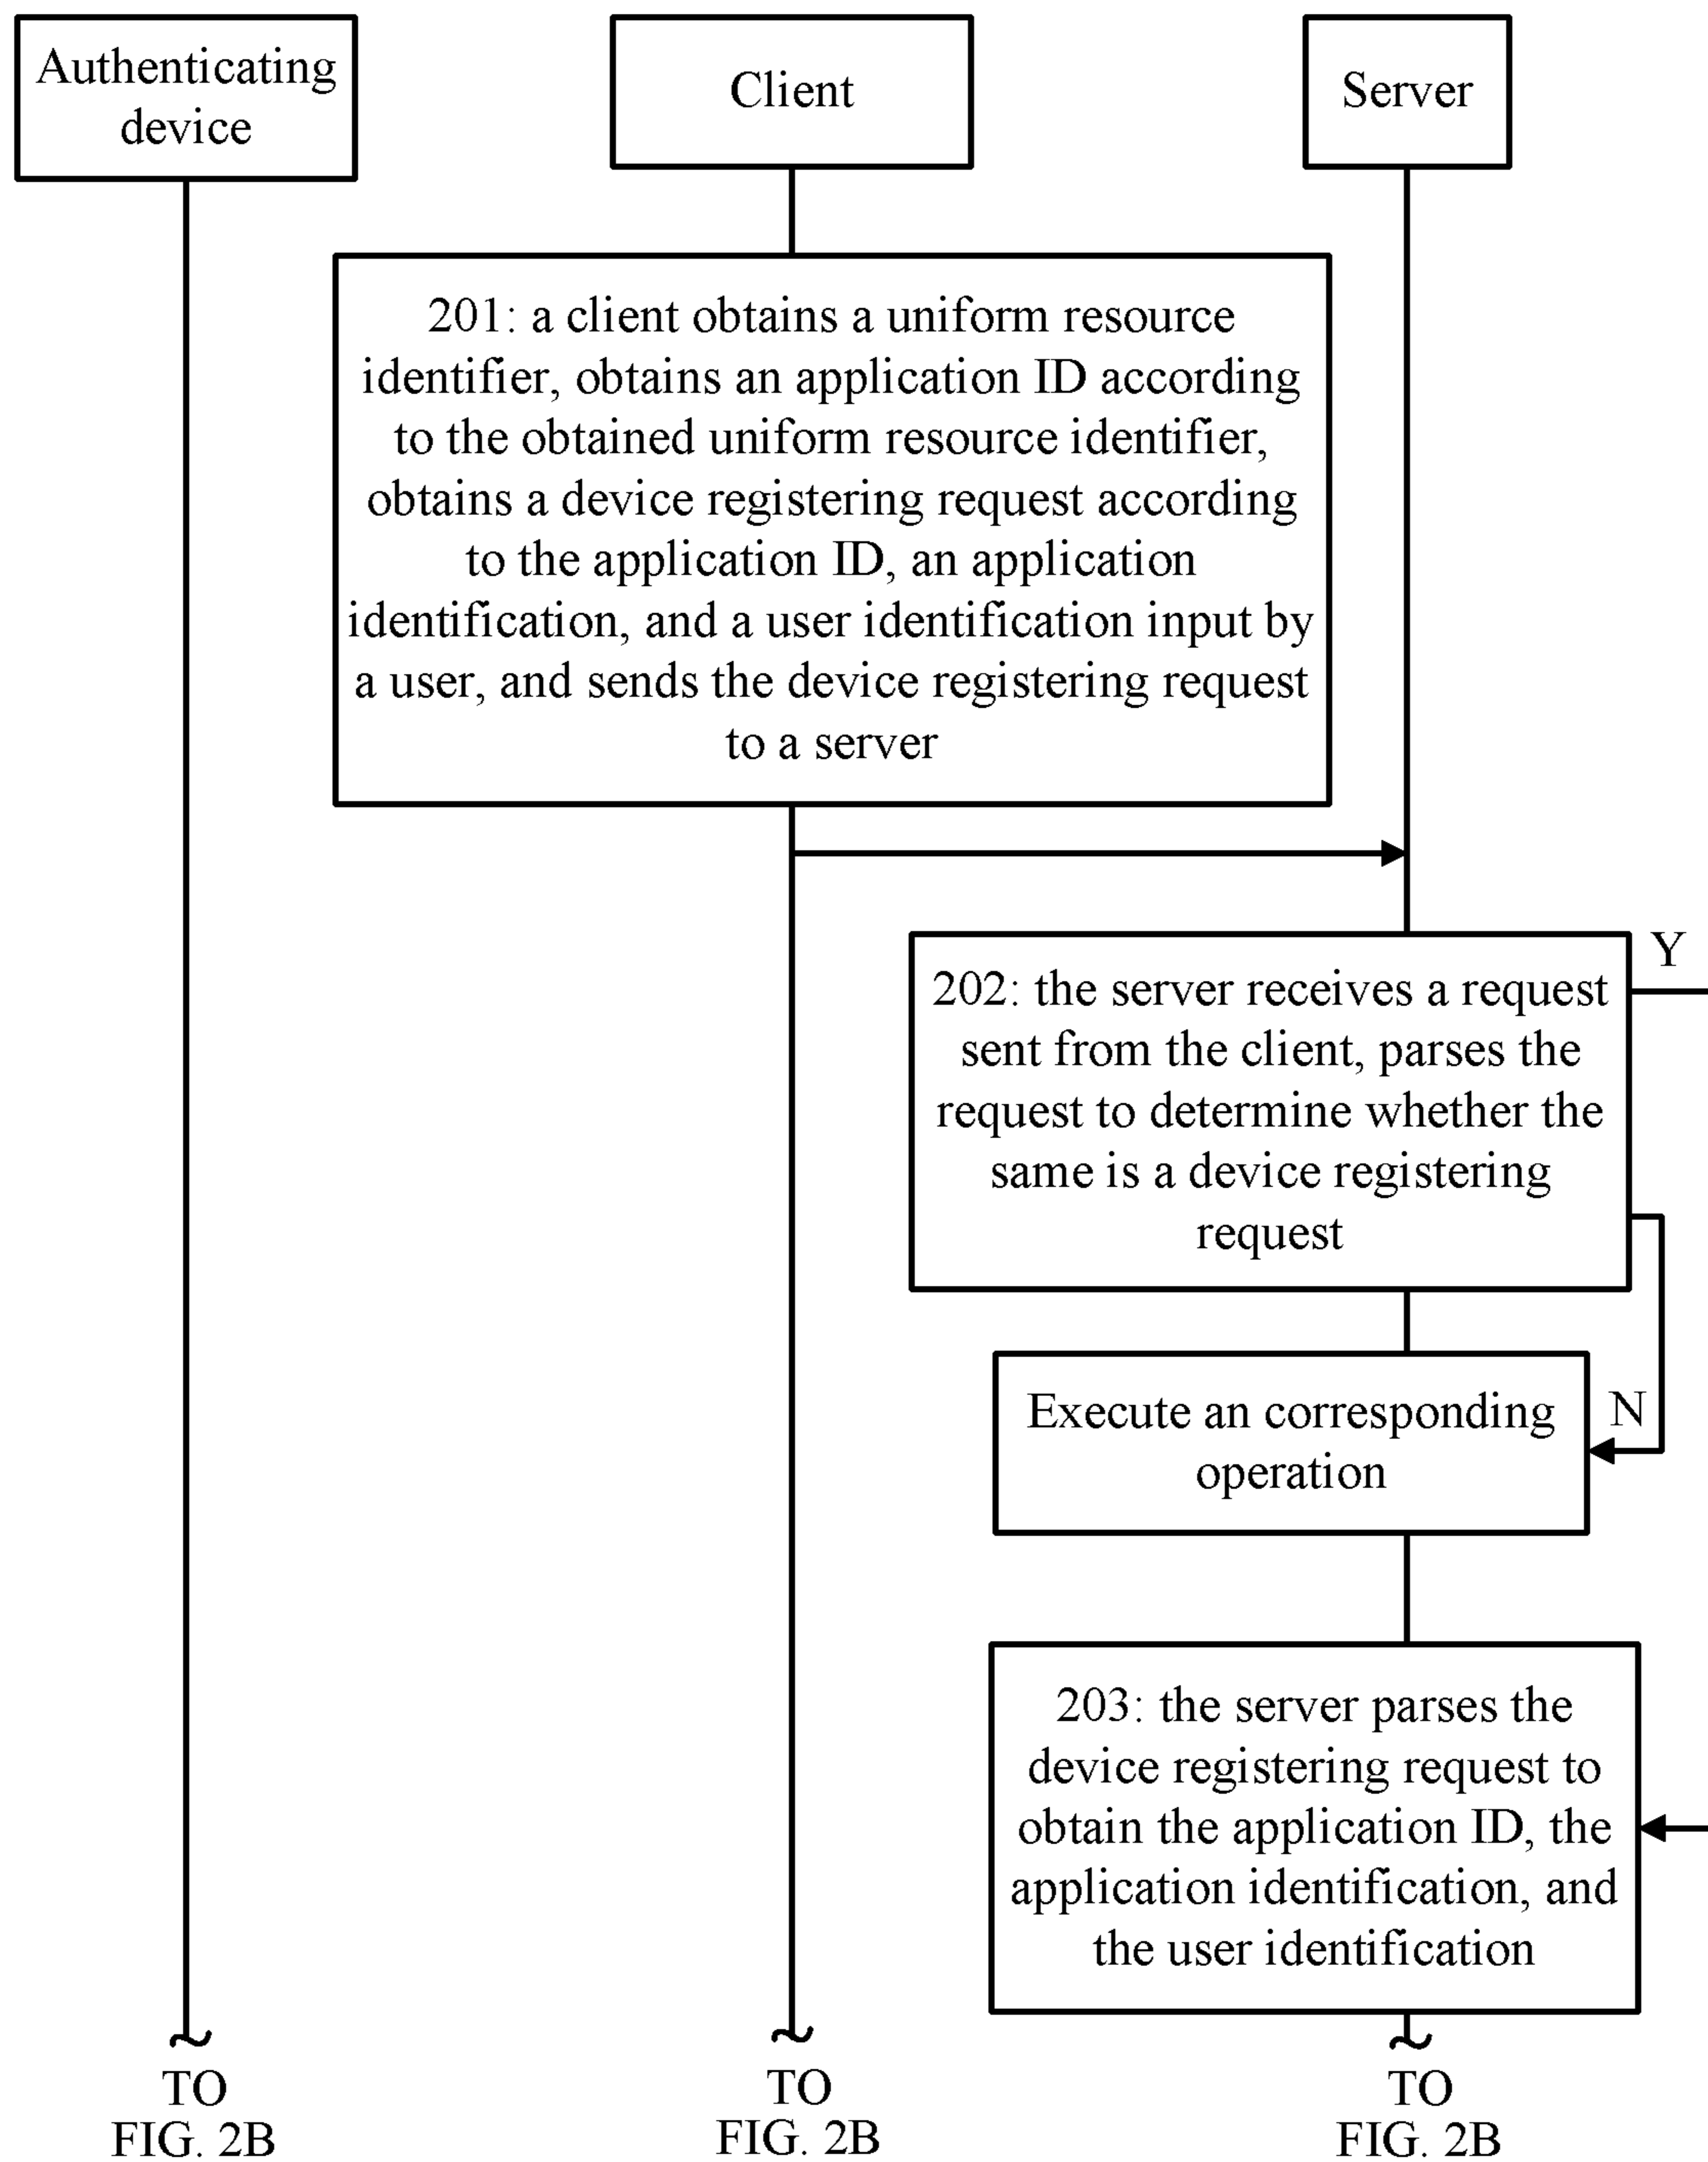 Authenticating
device
Client
Server
201: a client obtains a uniform resource
identifier, obtains an application ID according
to the obtained uniform resource identifier,
obtains a device registering request according
to the application ID, an application
identification, and a user identification input by
a user, and sends the device registering request
to a server
Y
202: the server receives a request
sent from the client, parses the
request to determine whether the
same is a device registering
request
N
Execute an corresponding
operation
203: the server parses the
device registering request to
obtain the application ID, the
application identification, and
the user identification
TO
FIG. 2B
TO
FIG. 2B
TO
FIG. 2B